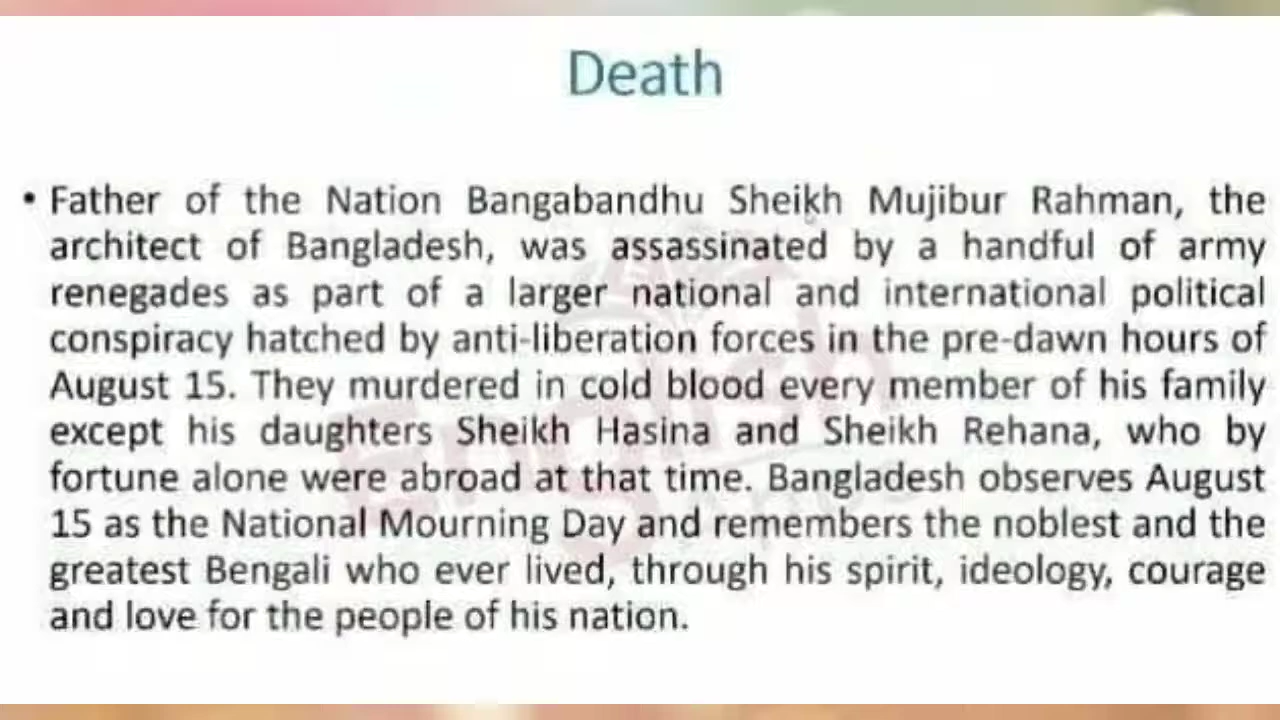 Death
• Father of the Nation Bangabandhu Sheikh Mujibur Rahman, the
architect of Bangladesh, was assassinated by a handful of army
renegades as part of a larger national and international political
conspiracy hatched by anti-liberation forces in the pre-dawn hours of
August 15. They murdered in cold blood every member of his family
except his daughters Sheikh Hasina and Sheikh Rehana, who by
fortune alone were abroad at that time. Bangladesh observes August
15 as the National Mourning Day and remembers the noblest and the
greatest Bengali who ever lived, through his spirit, ideology, courage
and love for the people of his nation.
English